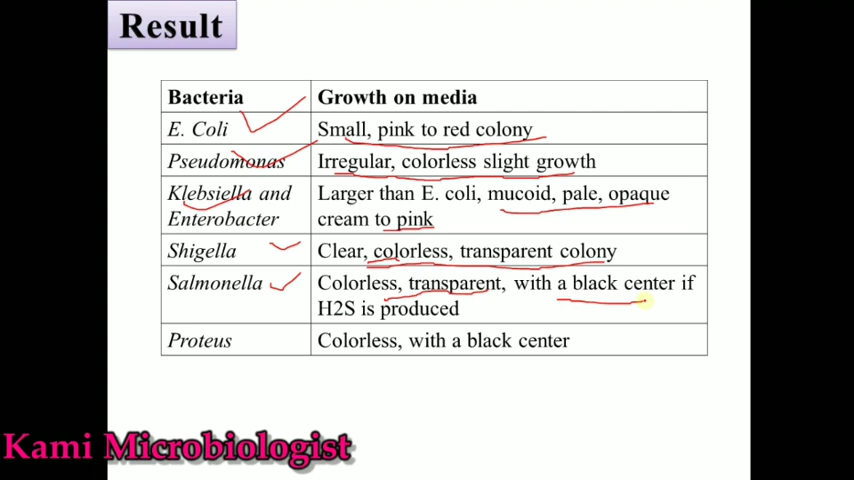 Result
Bacteria Growth on media
E. Coli Small, pink to red colony
Pseudomonas Irregular, colorless slight growth
Klebsiella and Larger than E. coli, mucoid, pale, opaque
Enterobacter cream to pink
Shigella Clear, colorless, transparent colony
Salmonella Colorless, transparent, with a black center if
H2S is produced
Proteus Colorless, with a black center
Kami Microbiologist